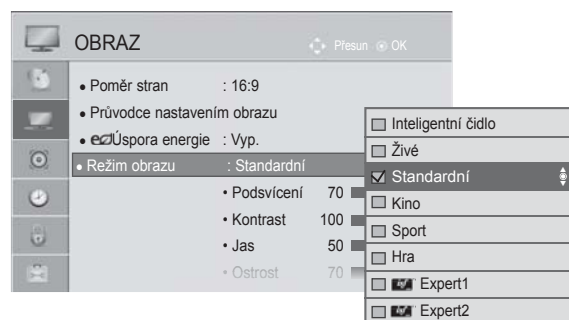 OBRAZ
Přesun OK
• Poměr stran : 16:9
• Průvodce nastavením obrazu
• eco Úspora energie : Vyp.
• Režim obrazu : Standardní
• Podsvícení 70
• Kontrast 100
• Jas 50
• Ostrost 70
Inteligentní čidlo
Živé
Standardní
Kino
Sport
Hra
Expert1
Expert2